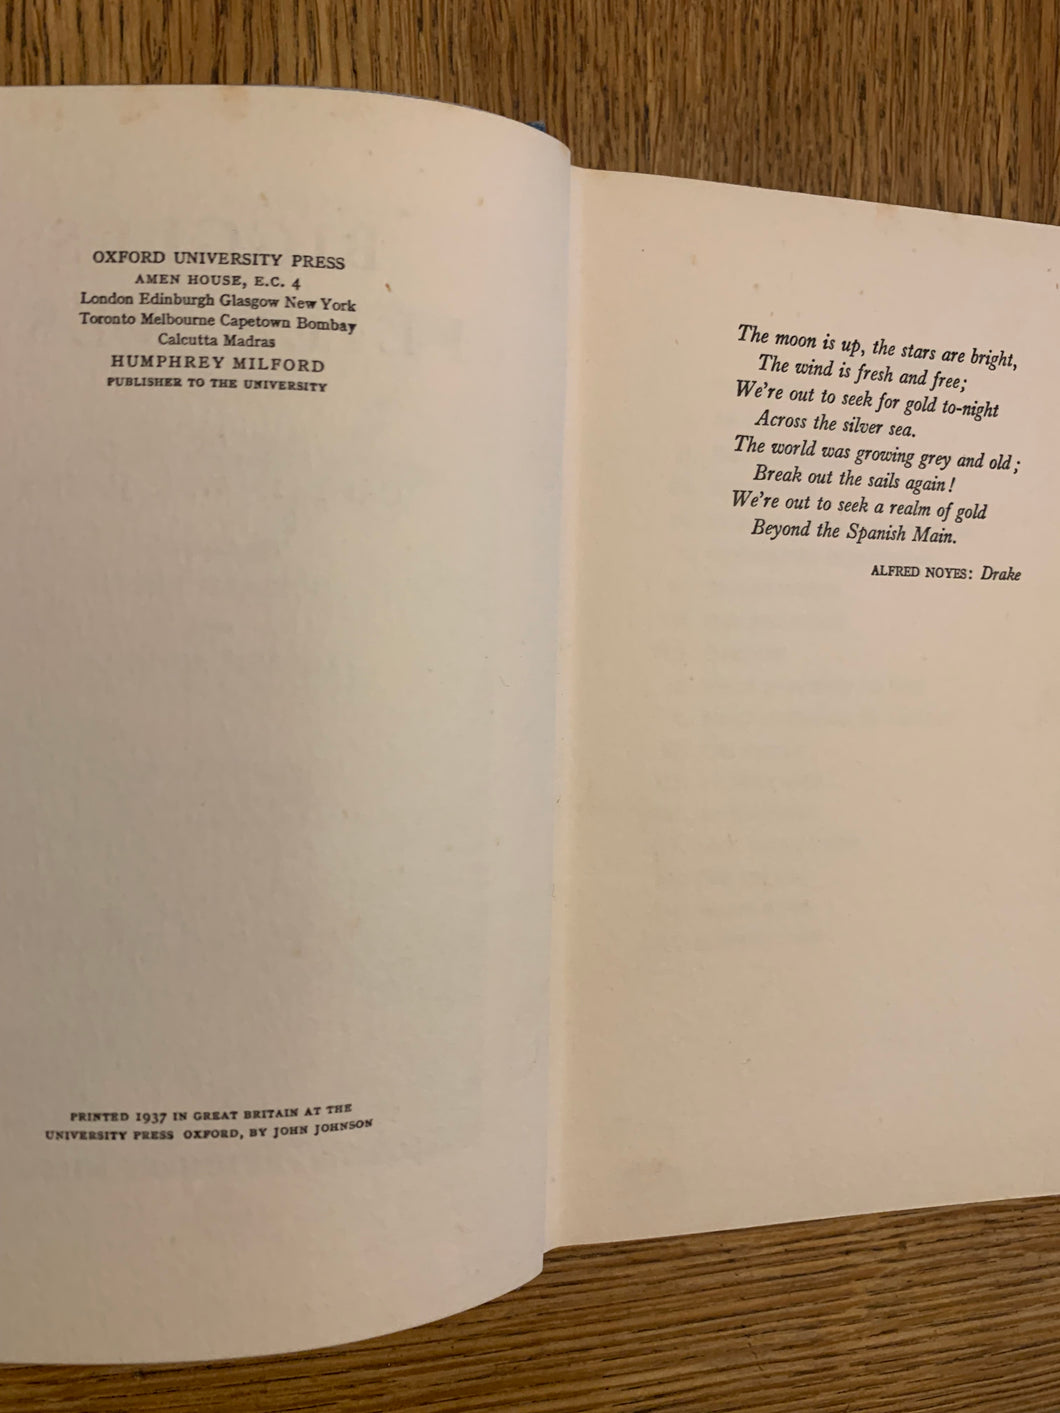 OXFORD UNIVERSITY PRESS
AMEN HOUSE, E.C. 4
London Edinburgh Glasgow New York
Toronto Melbourne Capetown Bombay
Calcutta Madras
HUMPHREY MILFORD
PUBLISHER TO THE UNIVERSITY
PRINTED 1937 IN GREAT BRITAIN AT THE
UNIVERSITY PRESS OXFORD, BY JOHN JOHNSON
The moon is up, the stars are bright,
The wind is fresh and free;
We're out to seek for gold to-night
Across the silver sea.
The world was growing grey and old;
Break out the sails again!
We're out to seek a realm of gold
Beyond the Spanish Main.
ALFRED NOYES: Drake